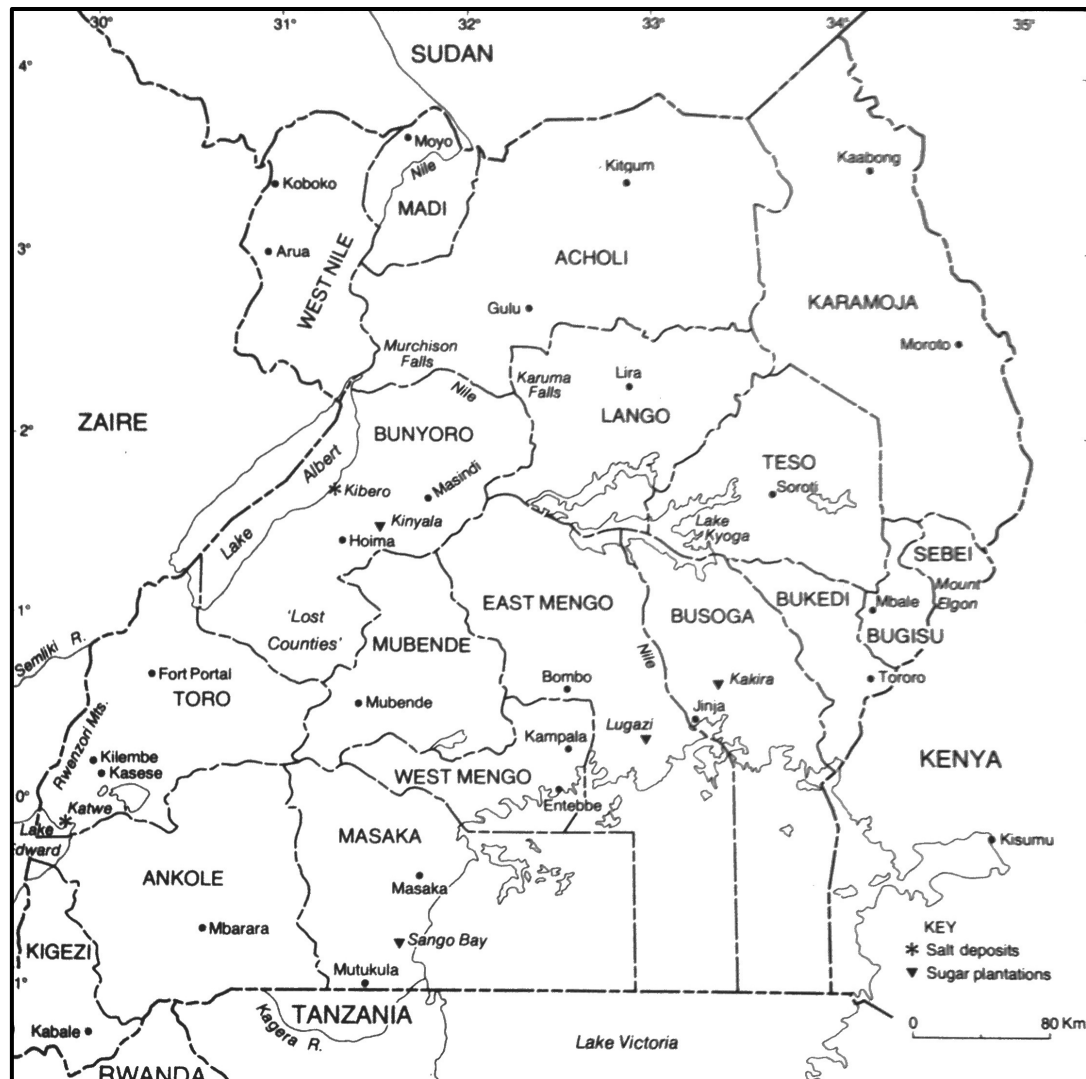 30°
31°
32°
33°
34°
35°
SUDAN
4°
Moyo
Kaabong
Nile
Kitgum
Koboko
MADI
3°
Arua
WEST NILE
ACHOLI
KARAMOJA
Gulu
Murchison
Falls
Moroto
Karuma
Falls
Lira
Nile
LANGO
ZAIRE
2°
BUNYORO
Albert
Lake
TESO
Kibero
Masindi
Soroti
Kinyala
Lake
Kyoga
Hoima
SEBEI
Mount
Elgon
1°
EAST MENGO
BUKEDI
Mbale
'Lost
Counties'
BUSOGA
BUGISU
MUBENDE
Semliki R.
Nile
Fort Portal
Bombo
Kakira
Tororo
TORO
Mubende
Jinja
Rwenzori Mts.
Lugazi
Kampala
Kilembe
Kasese
WEST MENGO
KENYA
0°
Katwe
Entebbe
Lake
Edward
MASAKA
Kisumu
ANKOLE
Masaka
Mbarara
KEY
Sango Bay
Salt deposits
KIGEZI
Sugar plantations
1°
Mutukula
TANZANIA
Kagera R.
0 80 Km
Kabale
Lake Victoria
RWANDA